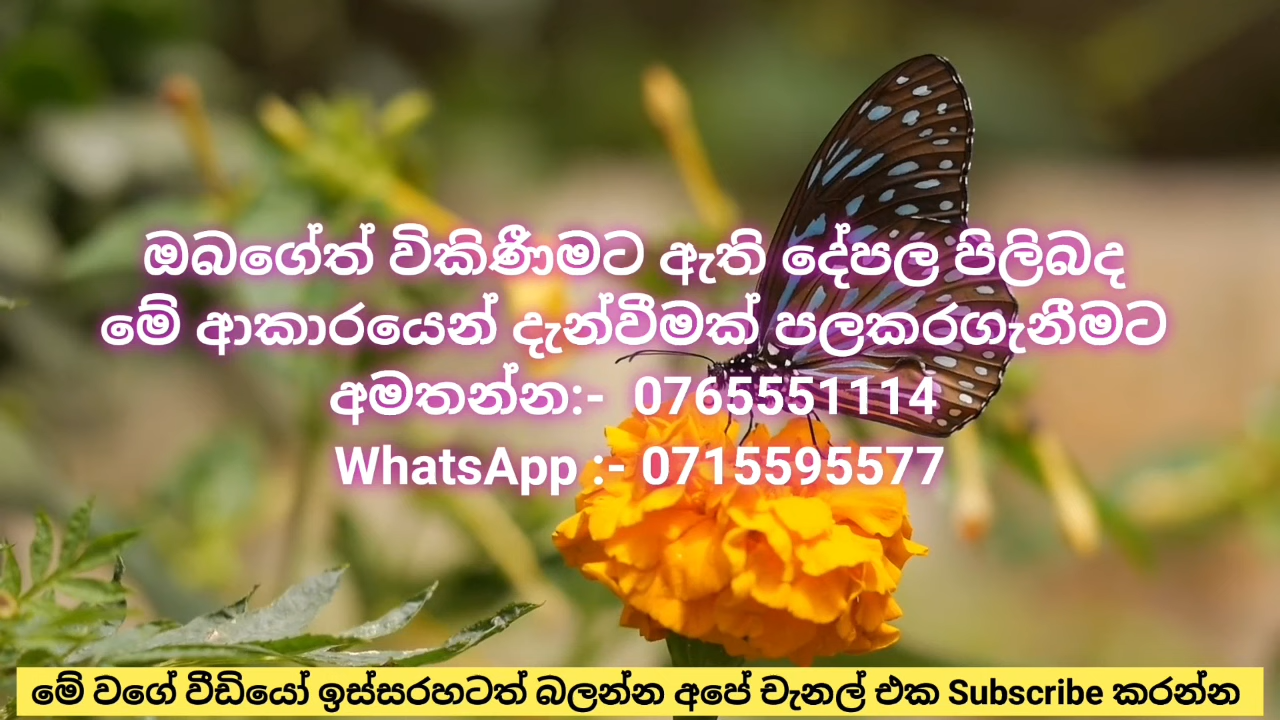 ඔබගේත් විකිණීමට ඇති දේපල පිලිබද
මේ ආකාරයෙන් දැන්වීමක් පලකරගැනීමට
අමතන්න:- 0765551114
WhatsApp :- 0715595577
මේ වගේ වීඩියෝ ඉස්සරහටත් බලන්න අපේ චැනල් එක Subscribe කරන්න